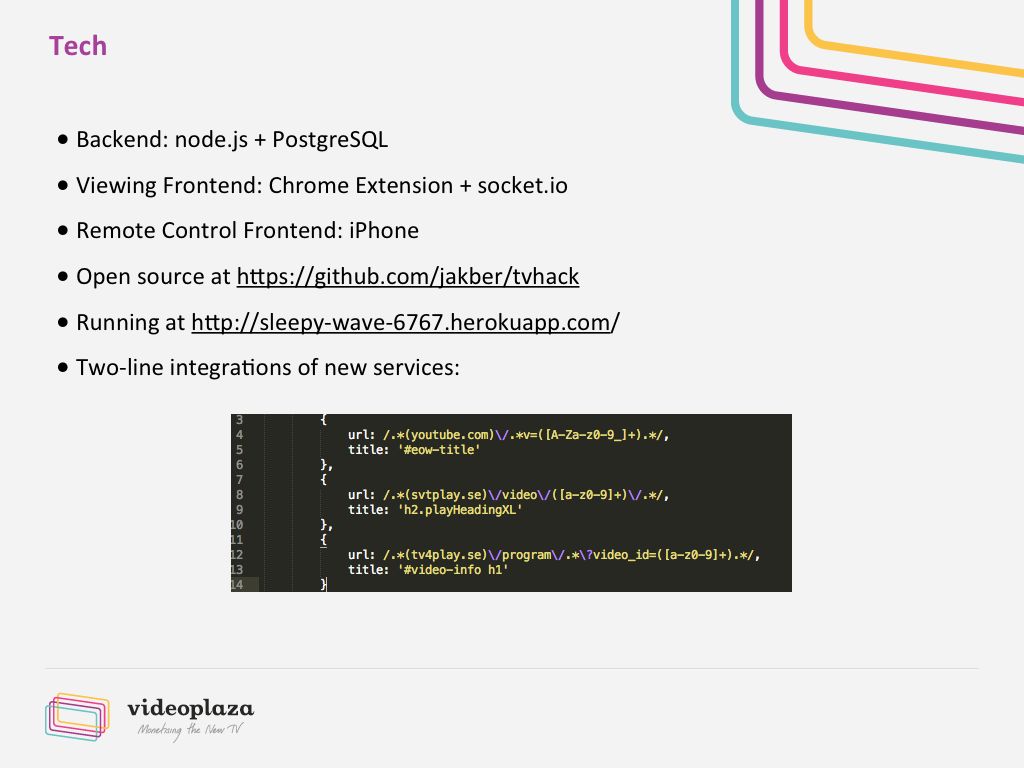 Tech
• Backend: node.js + PostgreSQL
• Viewing Frontend: Chrome Extension + socket.io
• Remote Control Frontend: iPhone
• Open source at https://github.com/jakber/tvhack
• Running at http://sleepy-wave-6767.herokuapp.com/
• Two-line integrations of new services:
3 {
4 url: /.*(youtube.com)\/.*v=([A-Za-z0-9_]+).*/,
5 title: '#eow-title'
6 },
7 {
8 url: /.*(svtplay.se)\/video\/([a-z0-9]+)\/.*/,
9 title: 'h2.playHeadingXL'
10 },
11 {
12 url: /.*(tv4play.se)\/program\/.*\?video_id=([a-z0-9]+).*/,
13 title: '#video-info h1'
14 }
videoplaza
Monetising the New TV